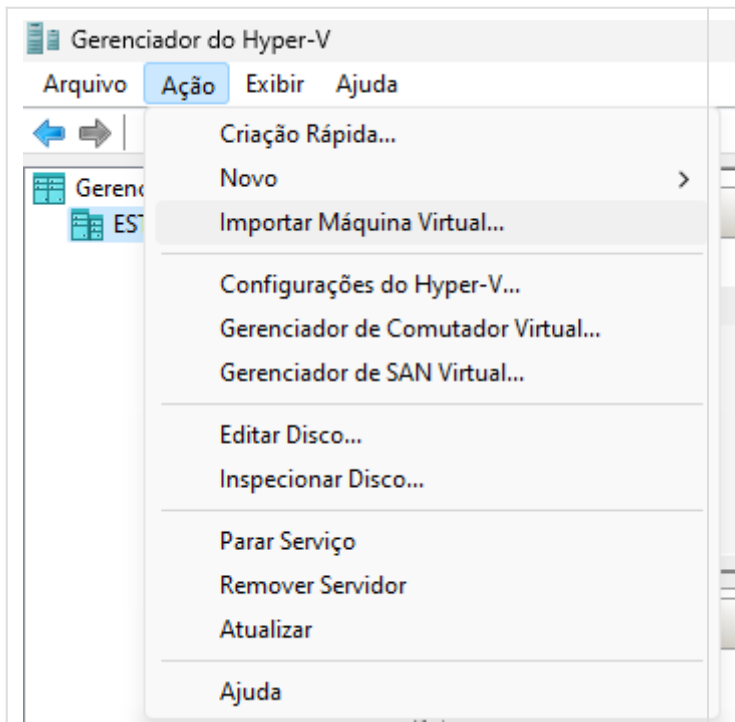 Gerenciador do Hyper-V
Arquivo Ação Exibir Ajuda
Criação Rápida...
Novo
Importar Máquina Virtual...
Configurações do Hyper-V...
Gerenciador de Comutador Virtual...
Gerenciador de SAN Virtual...
Editar Disco...
Inspecionar Disco...
Parar Serviço
Remover Servidor
Atualizar
Ajuda